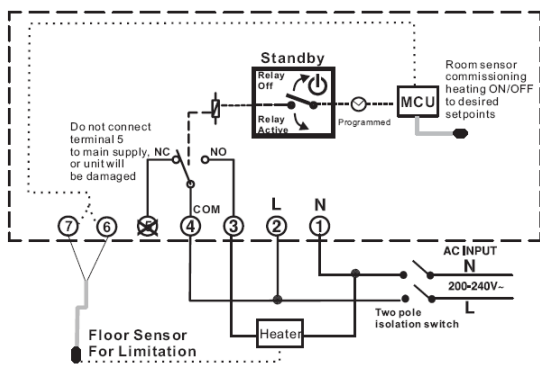 Standby
Relay
Off
Relay
Active
Programmed
MCU
Room sensor
commissioning
heating ON/OFF
to desired
setpoints
Do not connect
terminal 5
to main supply,
or unit will
be damaged
NC
NO
COM
L
N
7
6
5
4
3
2
1
AC INPUT
N
200-240V~
L
Two pole
isolation switch
Heater
Floor Sensor
For Limitation